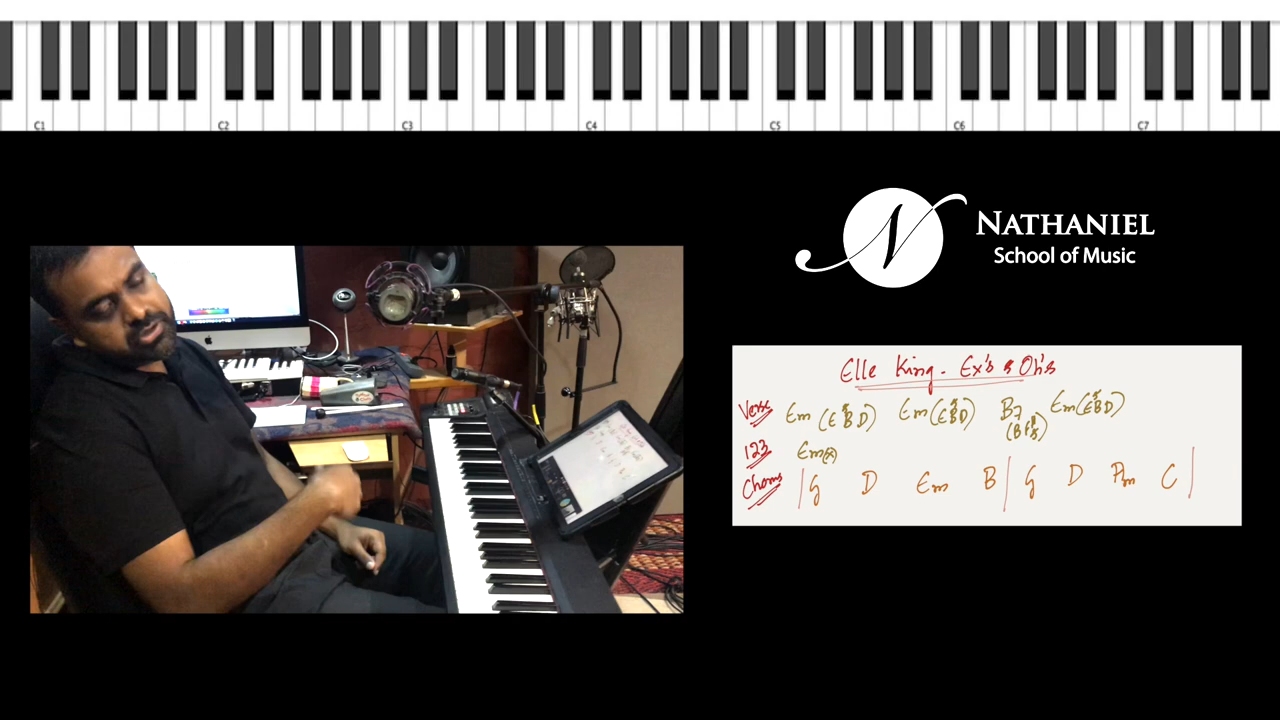 C1 C2 C3 C4 C5 C6 C7
N
NATHANIEL
School of Music
Elle King - Ex's & Oh's
Verse Em (E B D) Em (E B D) B7 Em (E B D)
123 Em(x)
Chorus | G D Em B | G D Am C |